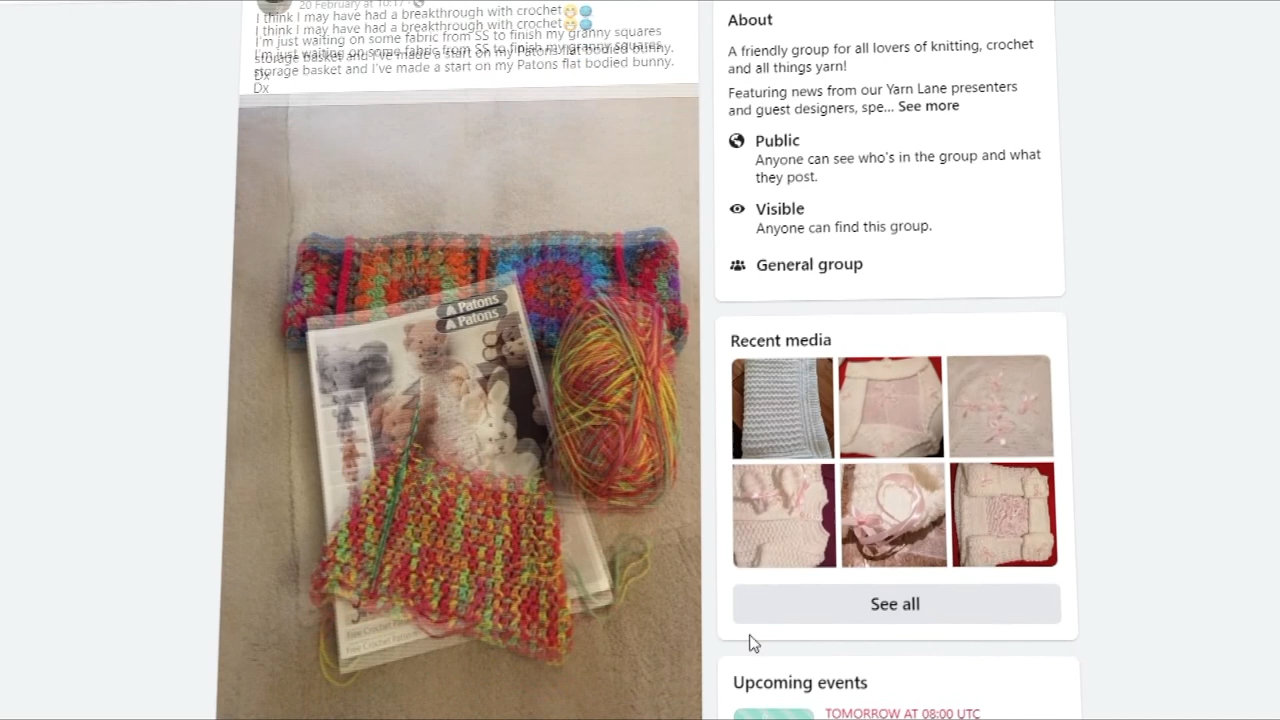 20 February at 10:17 ·
I think I may have had a breakthrough with crochet😁🧶
I'm just waiting on some fabric from SS to finish my granny squares
storage basket and I've made a start on my Patons flat bodied bunny.
Dx
Patons
Free Crochet Pattern
About
A friendly group for all lovers of knitting, crochet
and all things yarn!
Featuring news from our Yarn Lane presenters
and guest designers, spe... See more
Public
Anyone can see who's in the group and what
they post.
Visible
Anyone can find this group.
General group
Recent media
See all
Upcoming events
TOMORROW AT 08:00 UTC